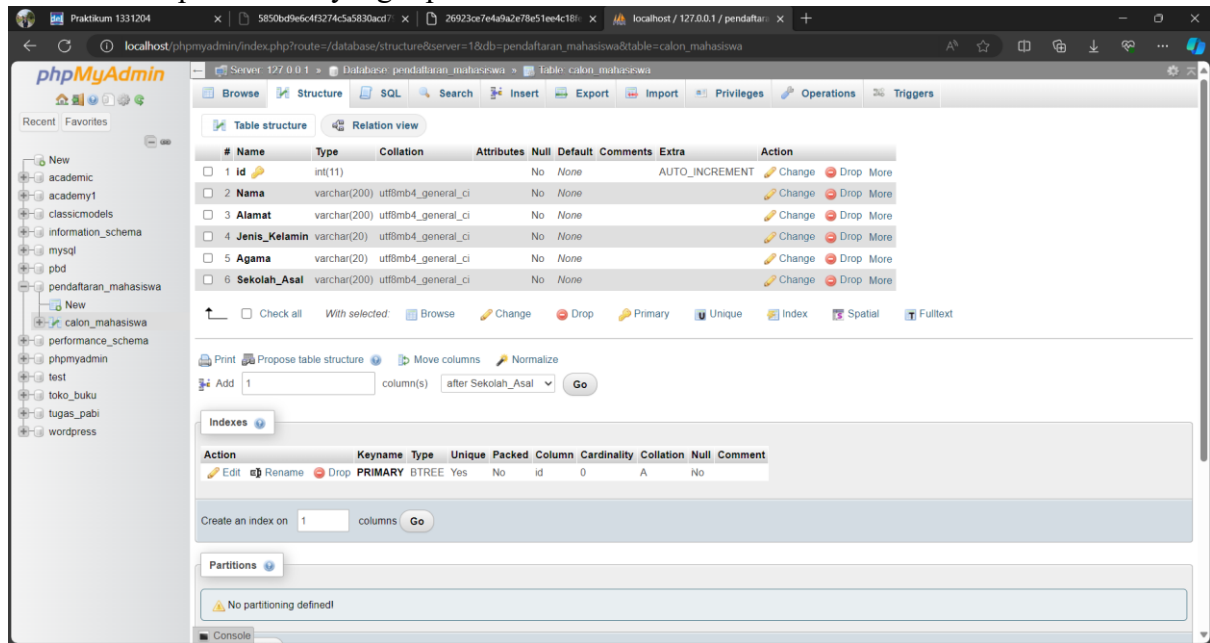 Praktikum 1331204
localhost / 127.0.0.1 / pendaftar
localhost/phpmyadmin/index.php?route=/database/structure&server=1&db=pendaftaran_mahasiswa&table=calon_mahasiswa
phpMyAdmin
Recent Favorites
New
academic
academy1
classicmodels
information_schema
mysql
pbd
pendaftaran_mahasiswa
New
calon_mahasiswa
performance_schema
phpmyadmin
test
toko_buku
tugas_pabi
wordpress
Server: 127.0.0.1 » Database: pendaftaran_mahasiswa » Table: calon_mahasiswa
Browse Structure SQL Search Insert Export Import Privileges Operations Triggers
Table structure Relation view
# Name Type Collation Attributes Null Default Comments Extra Action
1 id int(11) No None AUTO_INCREMENT Change Drop More
2 Nama varchar(200) utf8mb4_general_ci No None Change Drop More
3 Alamat varchar(200) utf8mb4_general_ci No None Change Drop More
4 Jenis_Kelamin varchar(20) utf8mb4_general_ci No None Change Drop More
5 Agama varchar(20) utf8mb4_general_ci No None Change Drop More
6 Sekolah_Asal varchar(200) utf8mb4_general_ci No None Change Drop More
Check all With selected: Browse Change Drop Primary Unique Index Spatial Fulltext
Print Propose table structure Move columns Normalize
Add 1 column(s) after Sekolah_Asal Go
Indexes
Action Keyname Type Unique Packed Column Cardinality Collation Null Comment
Edit Rename Drop PRIMARY BTREE Yes No id 0 A No
Create an index on 1 columns Go
Partitions
No partitioning defined!
Console